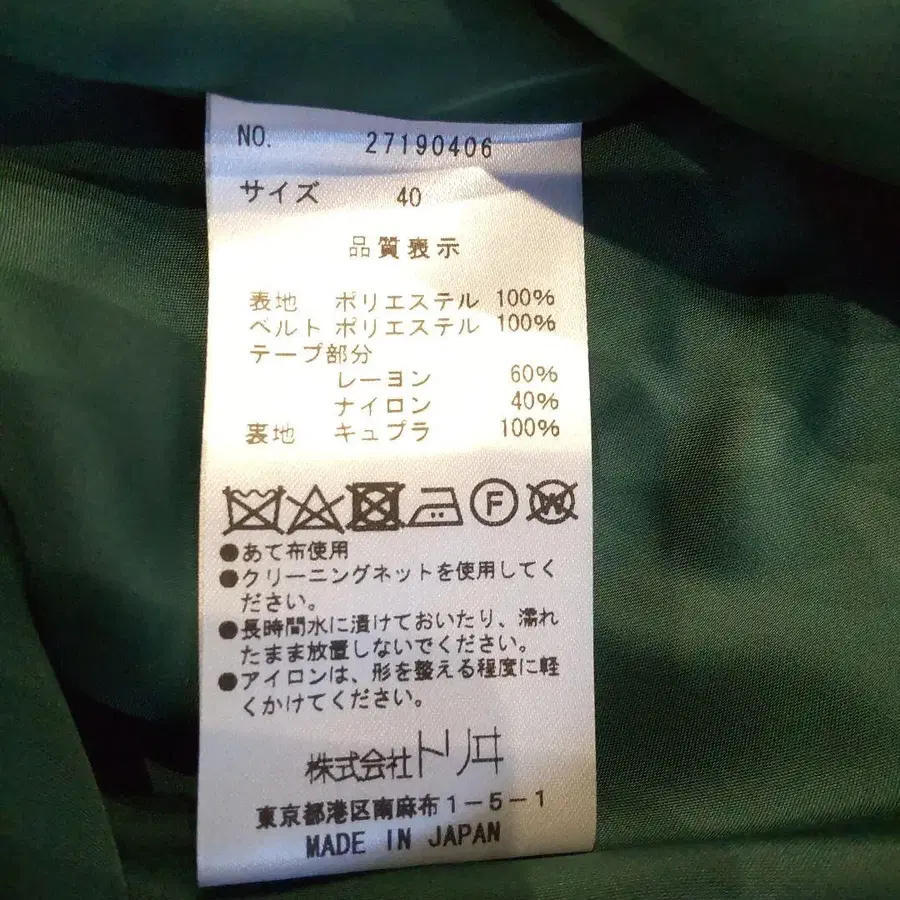 NO. 27190406
サイズ 40
品質表示
表地 ポリエステル 100%
ベルト ポリエステル 100%
テープ部分
レーヨン 60%
ナイロン 40%
裏地 キュプラ 100%
F W
●あて布使用
●クリーニングネットを使用してく
ださい。
●長時間水に漬けておいたり、濡れ
たまま放置しないでください。
●アイロンは、形を整える程度に軽
くかけてください。
株式会社トリヰ
東京都港区南麻布1-5-1
MADE IN JAPAN